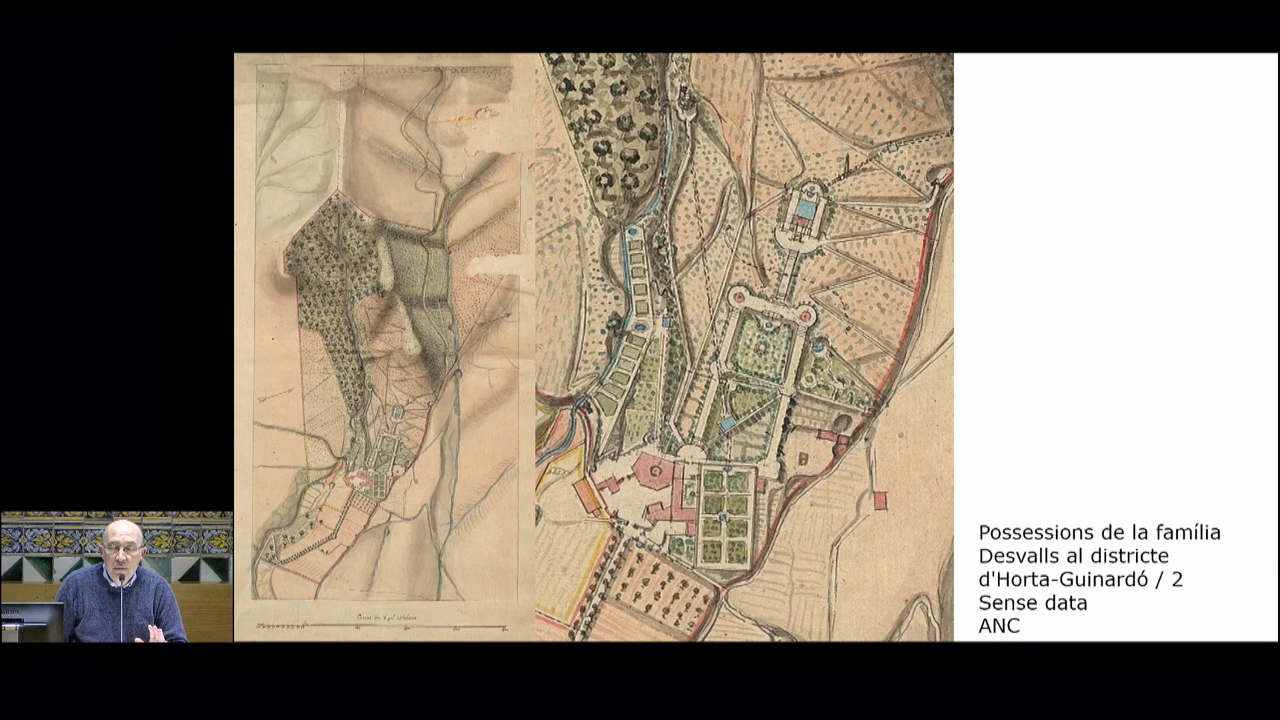 Possessions de la família
Desvalls al districte
d'Horta-Guinardó / 2
Sense data
ANC